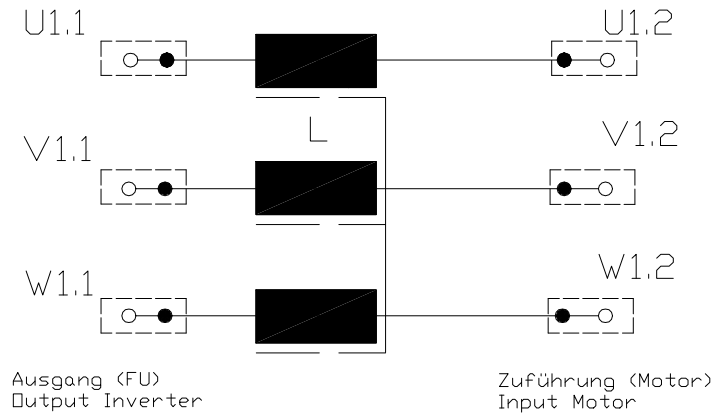 U1.1
U1.2
L
V1.1
V1.2
W1.1
W1.2
Ausgang (FU)
Output Inverter
Zuführung (Motor)
Input Motor